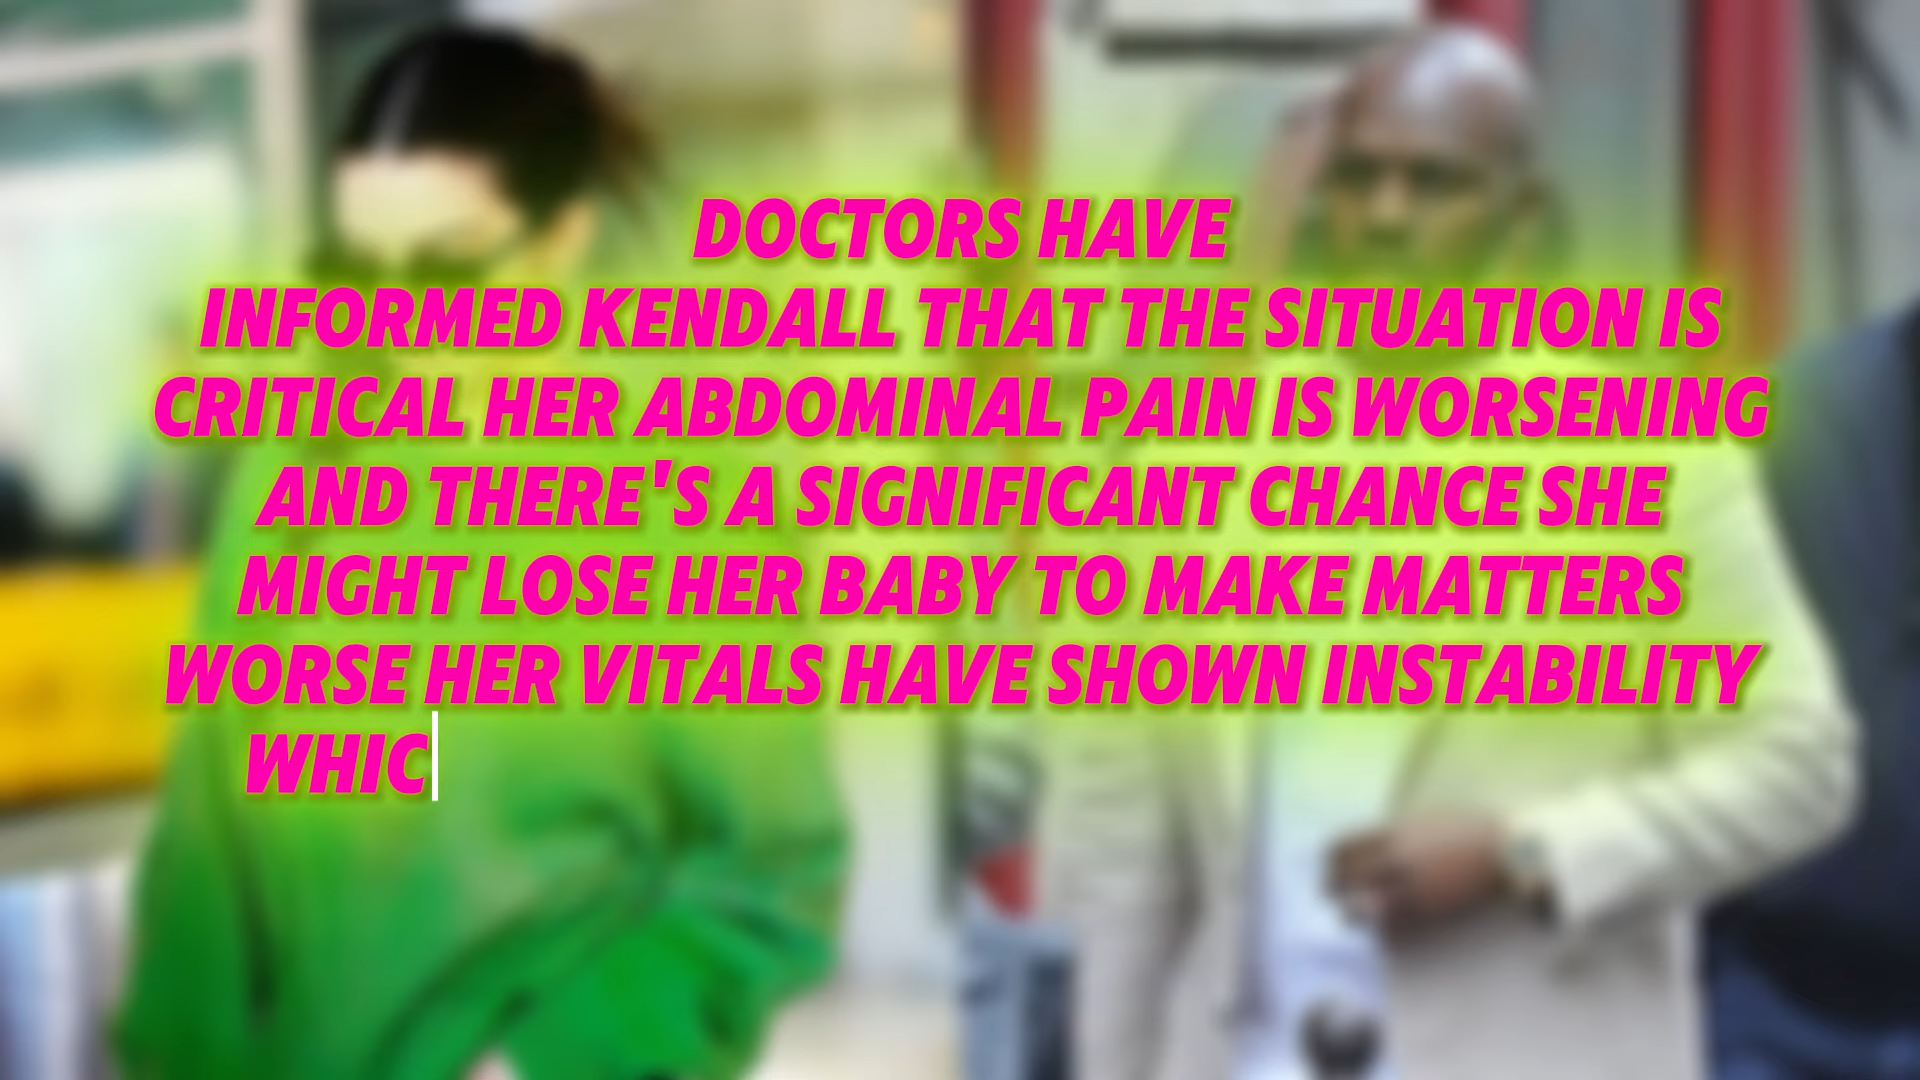 DOCTORS HAVE
INFORMED KENDALL THAT THE SITUATION IS
CRITICAL HER ABDOMINAL PAIN IS WORSENING
AND THERE'S A SIGNIFICANT CHANCE SHE
MIGHT LOSE HER BABY TO MAKE MATTERS
WORSE HER VITALS HAVE SHOWN INSTABILITY
WHIC